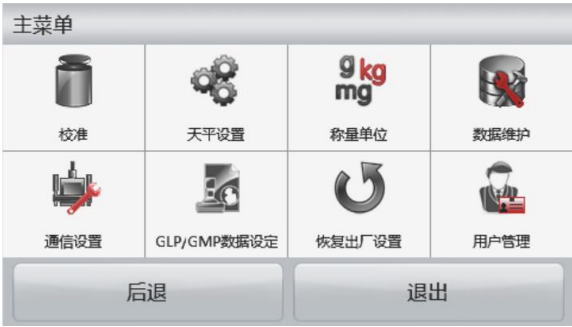 主菜单
g kg
mg
校准
天平设置
称量单位
数据维护
通信设置
GLP/GMP数据设定
恢复出厂设置
用户管理
后退
退出